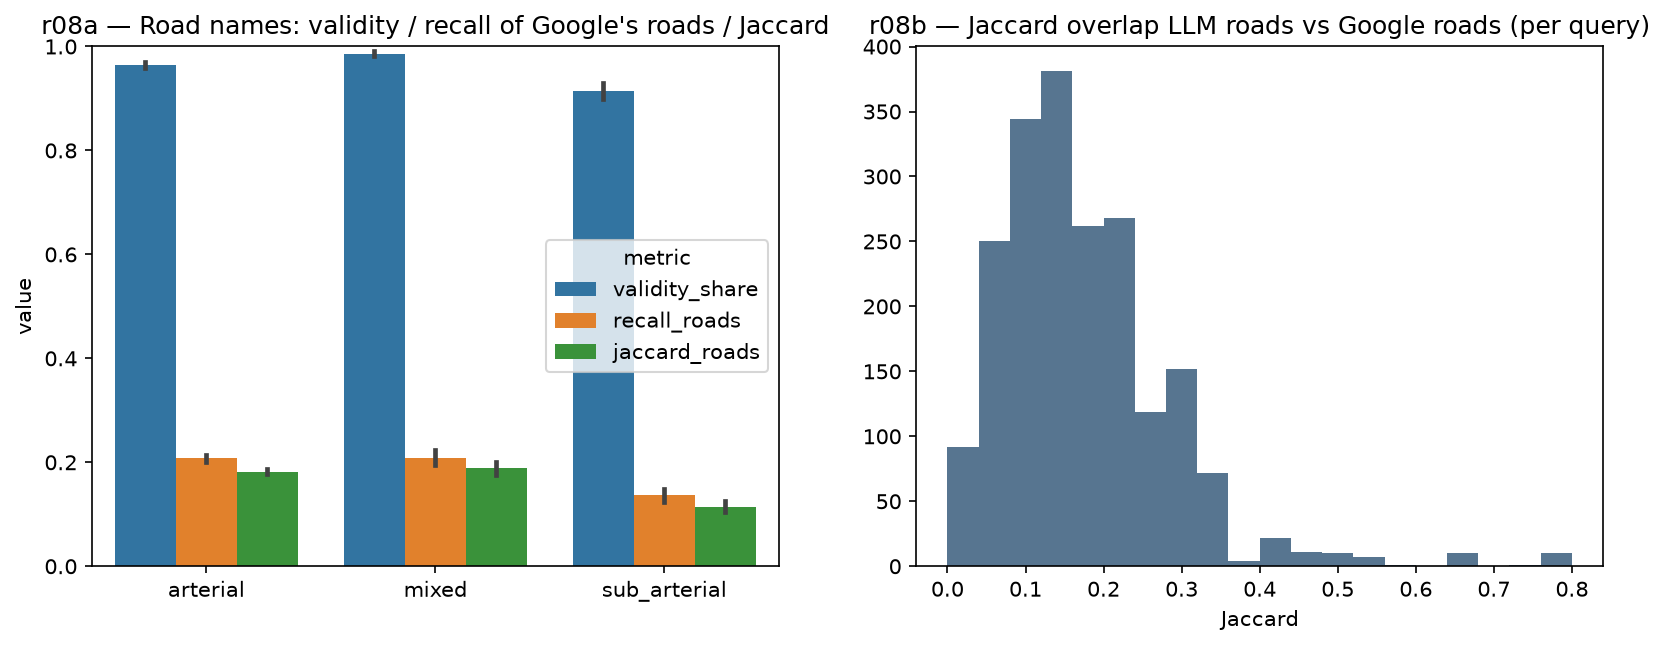 r08a — Road names: validity / recall of Google's roads / Jaccard
1.0
0.8
0.6
0.4
0.2
0.0
value
metric
validity_share
recall_roads
jaccard_roads
arterial
mixed
sub_arterial
r08b — Jaccard overlap LLM roads vs Google roads (per query)
400
350
300
250
200
150
100
50
0
0.0
0.1
0.2
0.3
0.4
0.5
0.6
0.7
0.8
Jaccard